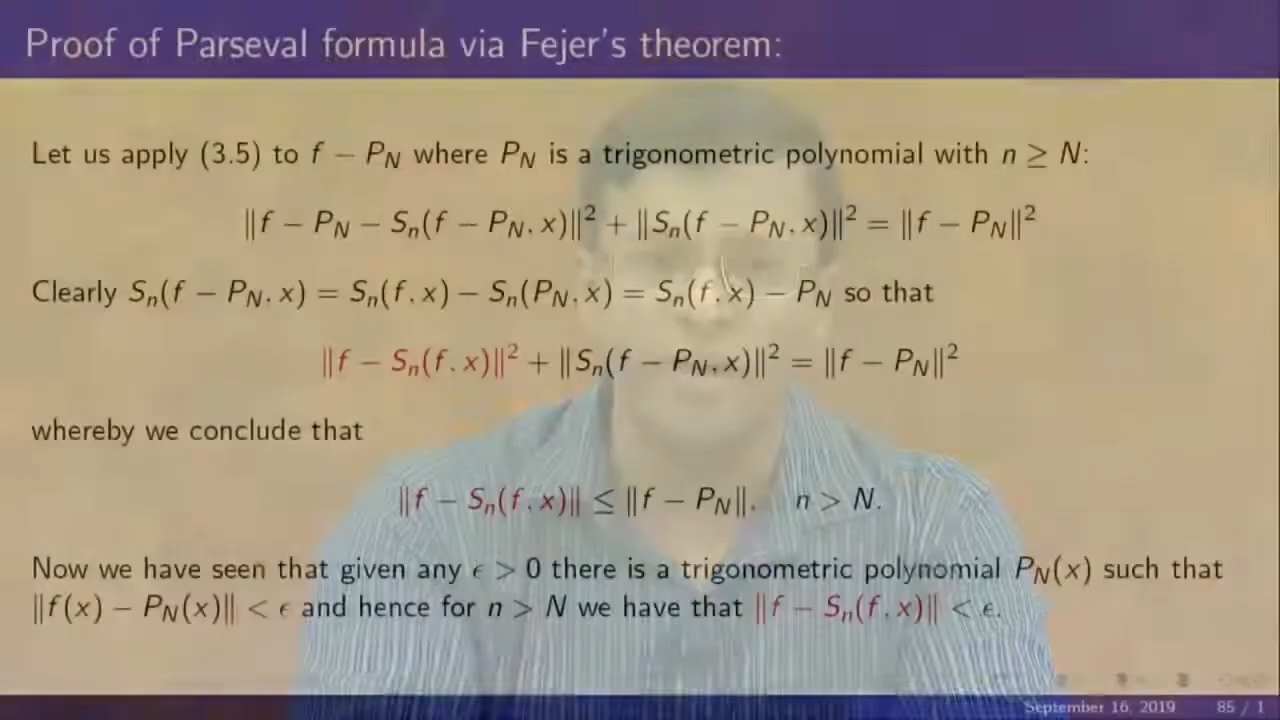 Proof of Parseval formula via Fejer's theorem:
Let us apply (3.5) to f − P_N where P_N is a trigonometric polynomial with n ≥ N:
‖f − P_N − S_n(f − P_N, x)‖² + ‖S_n(f − P_N, x)‖² = ‖f − P_N‖²
Clearly S_n(f − P_N, x) = S_n(f, x) − S_n(P_N, x) = S_n(f, x) − P_N so that
‖f − S_n(f, x)‖² + ‖S_n(f − P_N, x)‖² = ‖f − P_N‖²
whereby we conclude that
‖f − S_n(f, x)‖ ≤ ‖f − P_N‖, n > N.
Now we have seen that given any ϵ > 0 there is a trigonometric polynomial P_N(x) such that
‖f(x) − P_N(x)‖ < ϵ and hence for n > N we have that ‖f − S_n(f, x)‖ < ϵ.
September 16, 2019 85 / 1